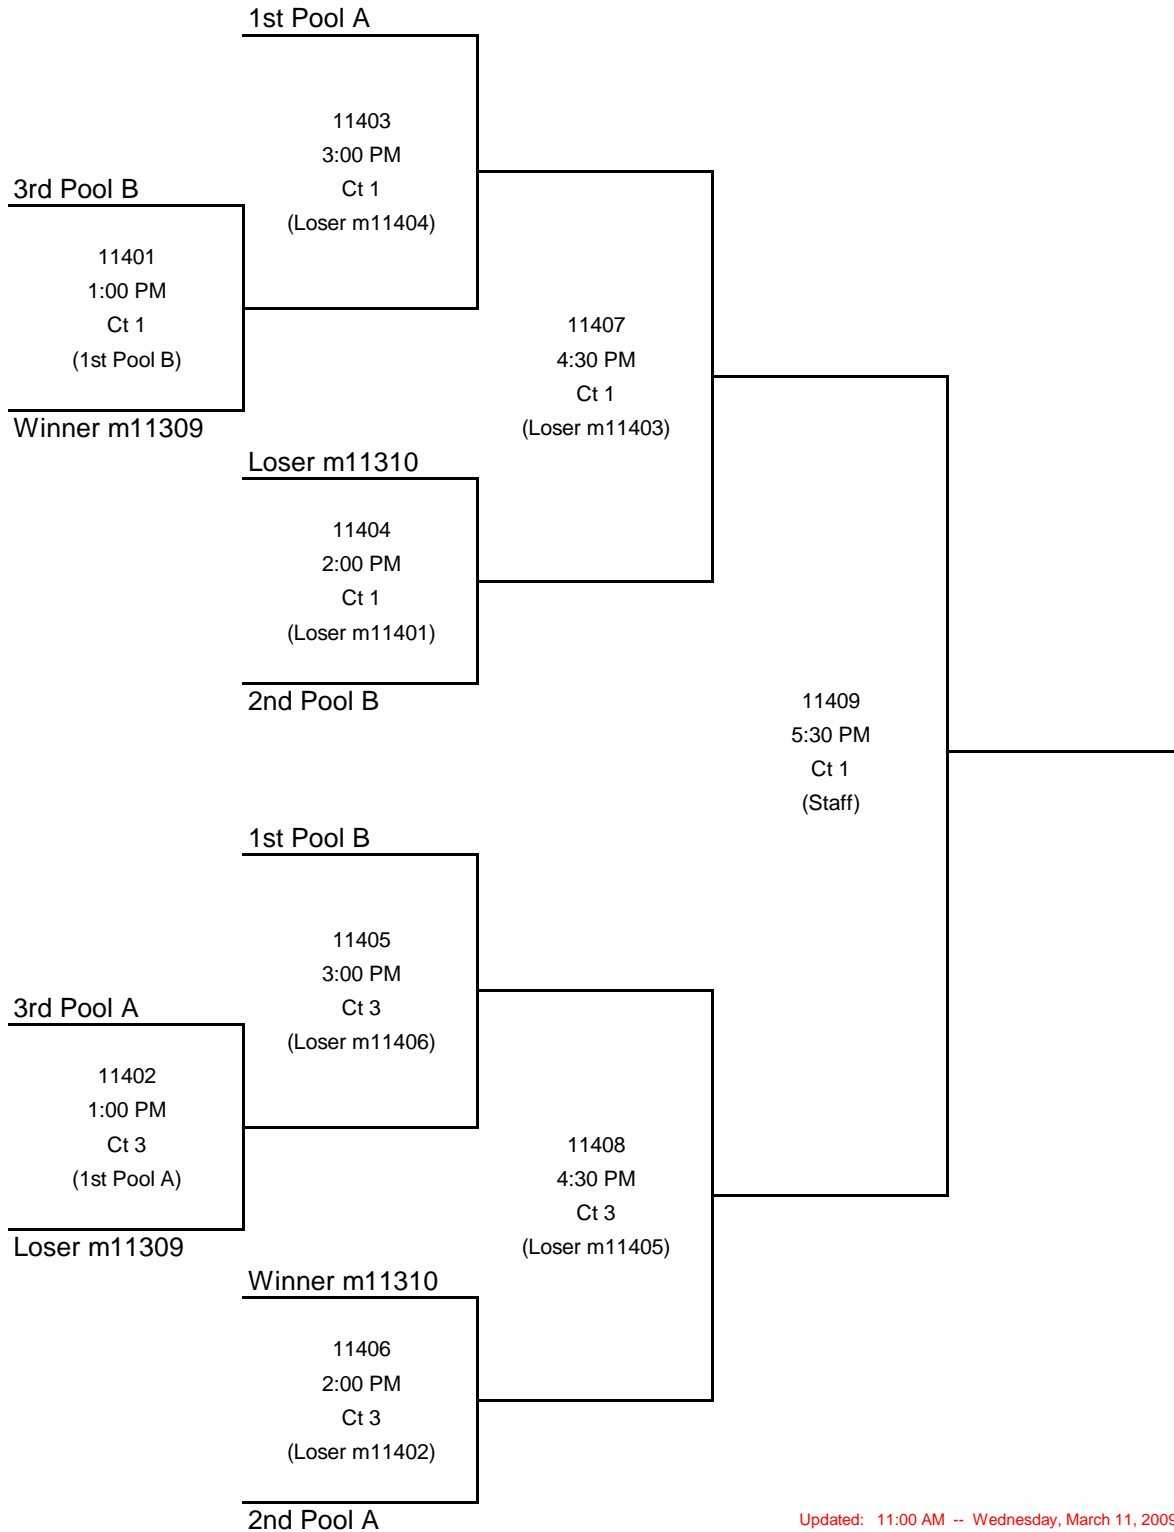 1st Pool A
11403
3:00 PM
Ct 1
(Loser m11404)
3rd Pool B
11401
1:00 PM
Ct 1
(1st Pool B)
Winner m11309
11407
4:30 PM
Ct 1
(Loser m11403)
Loser m11310
11404
2:00 PM
Ct 1
(Loser m11401)
2nd Pool B
11409
5:30 PM
Ct 1
(Staff)
1st Pool B
11405
3:00 PM
Ct 3
(Loser m11406)
3rd Pool A
11402
1:00 PM
Ct 3
(1st Pool A)
Loser m11309
11408
4:30 PM
Ct 3
(Loser m11405)
Winner m11310
11406
2:00 PM
Ct 3
(Loser m11402)
2nd Pool A
Updated: 11:00 AM -- Wednesday, March 11, 2009